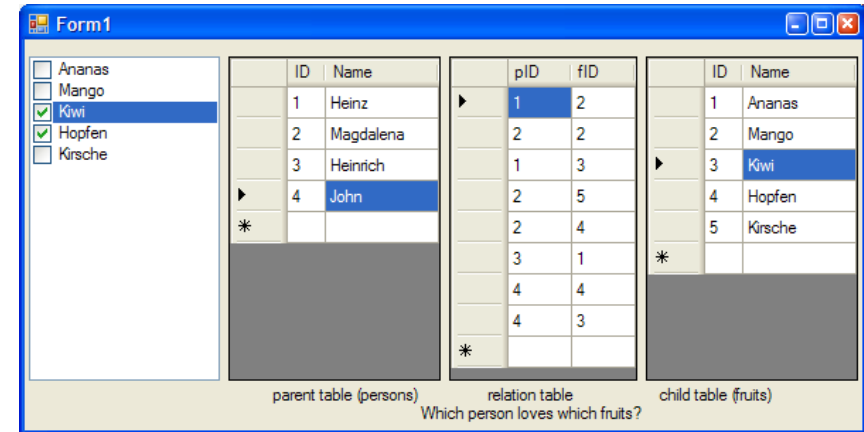 Form1
Ananas
Mango
Kiwi
Hopfen
Kirsche
ID Name
1 Heinz
2 Magdalena
3 Heinrich
4 John
pID fID
1 2
2 2
1 3
2 5
2 4
3 1
4 4
4 3
ID Name
1 Ananas
2 Mango
3 Kiwi
4 Hopfen
5 Kirsche
parent table (persons) relation table child table (fruits)
Which person loves which fruits?